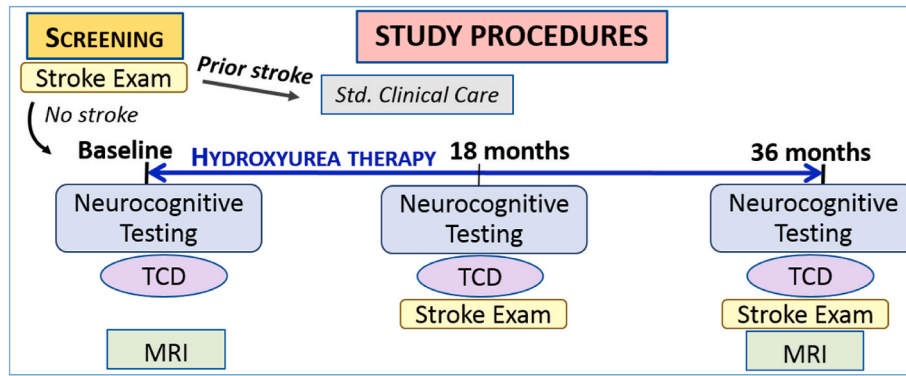 SCREENING
STUDY PROCEDURES
Stroke Exam
Prior stroke
Std. Clinical Care
No stroke
Baseline
HYDROXYUREA THERAPY
18 months
36 months
Neurocognitive
Testing
Neurocognitive
Testing
Neurocognitive
Testing
TCD
TCD
TCD
Stroke Exam
Stroke Exam
MRI
MRI